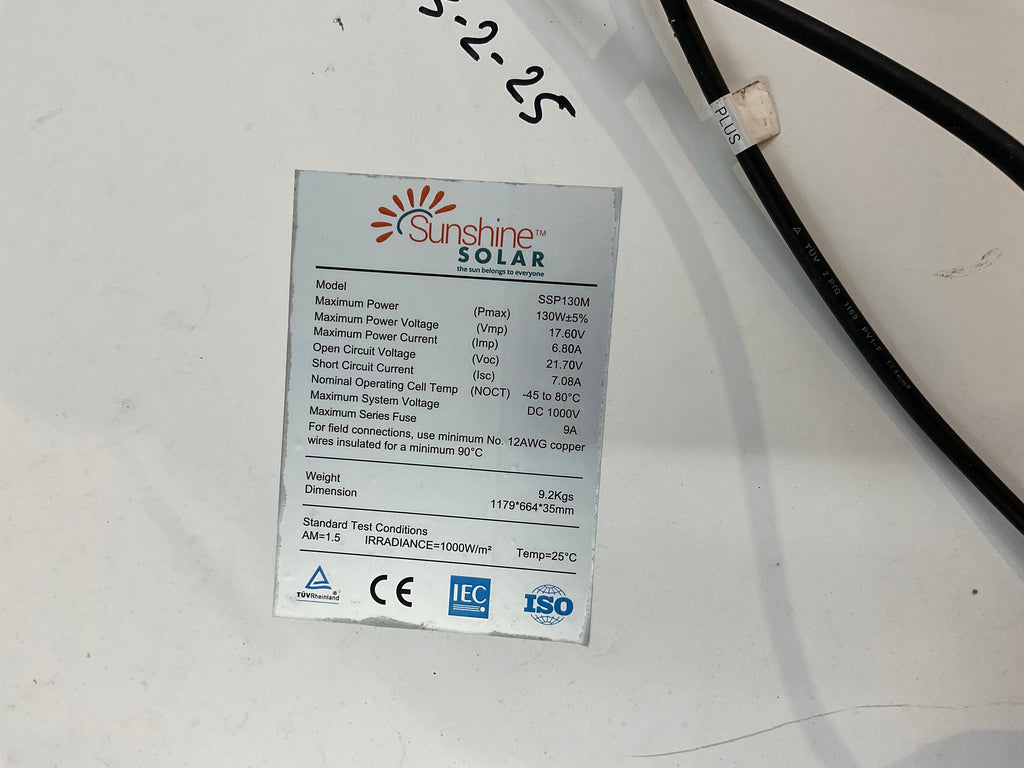 -2-25
PLUS
Sunshine™
SOLAR
the sun belongs to everyone
Model SSP130M
Maximum Power (Pmax) 130W±5%
Maximum Power Voltage (Vmp) 17.60V
Maximum Power Current (Imp) 6.80A
Open Circuit Voltage (Voc) 21.70V
Short Circuit Current (Isc) 7.08A
Nominal Operating Cell Temp (NOCT) -45 to 80°C
Maximum System Voltage DC 1000V
Maximum Series Fuse 9A
For field connections, use minimum No. 12AWG copper
wires insulated for a minimum 90°C
Weight 9.2Kgs
Dimension 1179*664*35mm
Standard Test Conditions
AM=1.5 IRRADIANCE=1000W/m² Temp=25°C
TÜVRheinland
CE
IEC
ISO
TÜV 2 PfG 1169 PV1-F